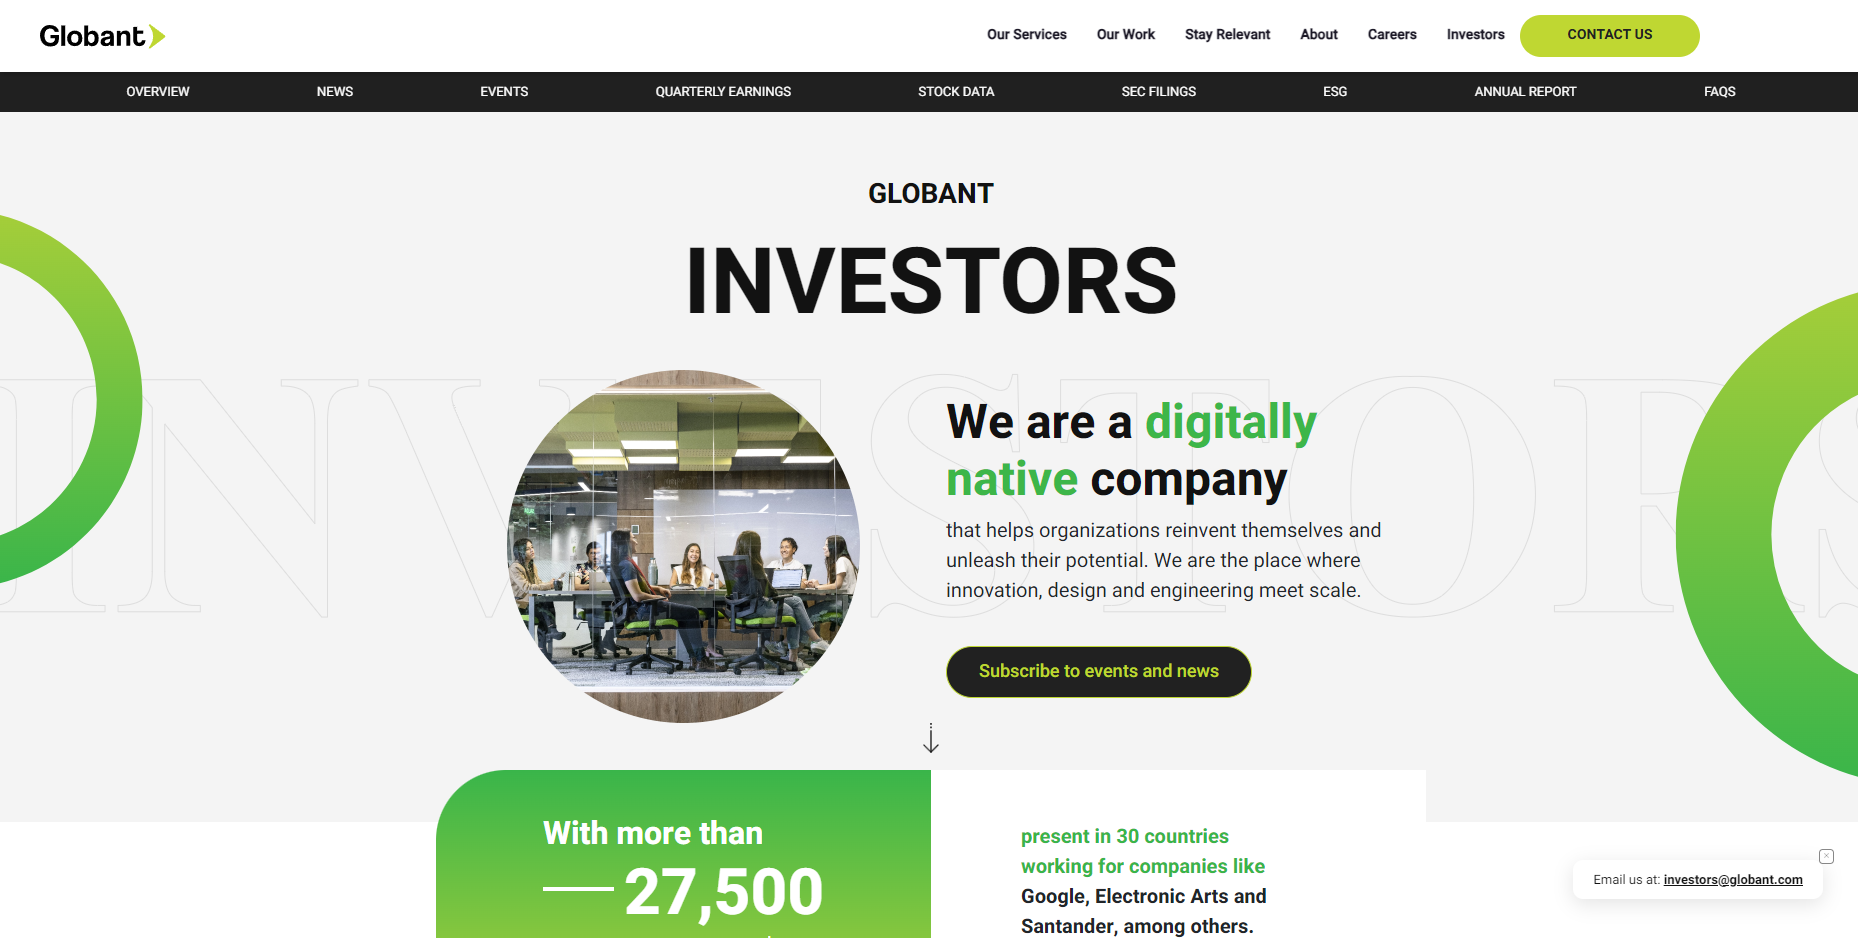 Globant
Our Services
Our Work
Stay Relevant
About
Careers
Investors
CONTACT US
OVERVIEW
NEWS
EVENTS
QUARTERLY EARNINGS
STOCK DATA
SEC FILINGS
ESG
ANNUAL REPORT
FAQS
GLOBANT
INVESTORS
INVESTORS
We are a digitally
native company
that helps organizations reinvent themselves and
unleash their potential. We are the place where
innovation, design and engineering meet scale.
Subscribe to events and news
With more than
27,500
present in 30 countries
working for companies like
Google, Electronic Arts and
Santander, among others.
Email us at: investors@globant.com